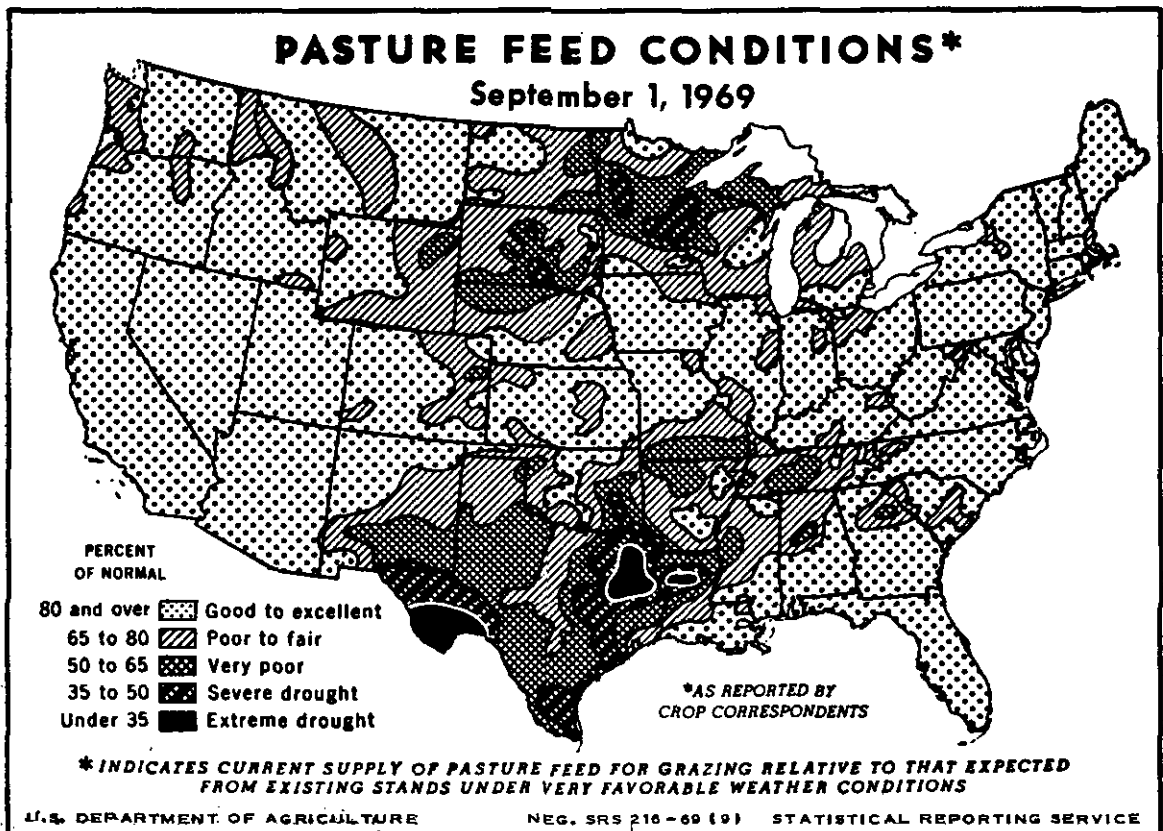 PASTURE FEED CONDITIONS*
September 1, 1969
PERCENT
OF NORMAL
80 and over Good to excellent
65 to 80 Poor to fair
50 to 65 Very poor
35 to 50 Severe drought
Under 35 Extreme drought
*AS REPORTED BY
CROP CORRESPONDENTS
* INDICATES CURRENT SUPPLY OF PASTURE FEED FOR GRAZING RELATIVE TO THAT EXPECTED
FROM EXISTING STANDS UNDER VERY FAVORABLE WEATHER CONDITIONS
U.S. DEPARTMENT OF AGRICULTURE NEG. SRS 216-69 (9) STATISTICAL REPORTING SERVICE